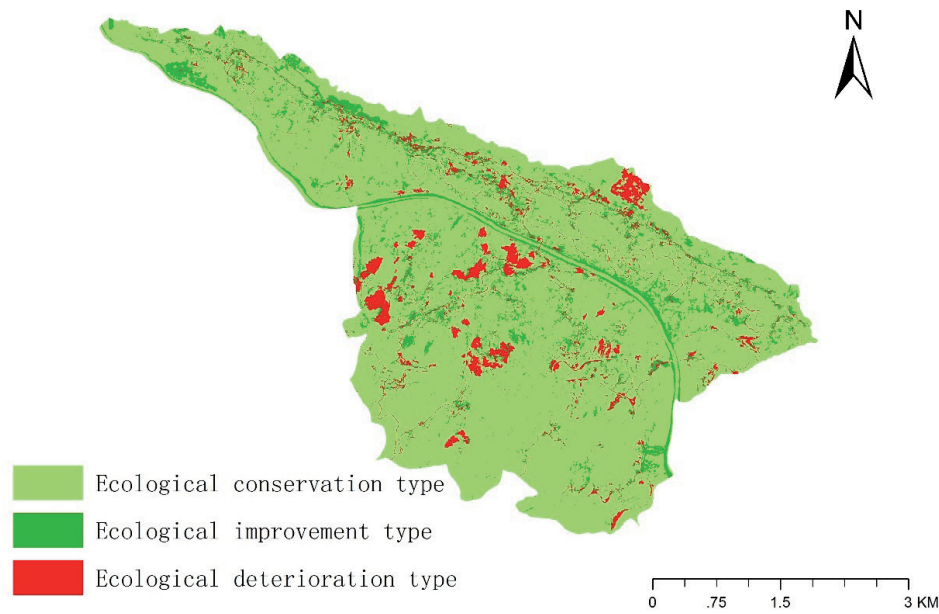 N
Ecological conservation type
Ecological improvement type
Ecological deterioration type
0 .75 1.5 3 KM